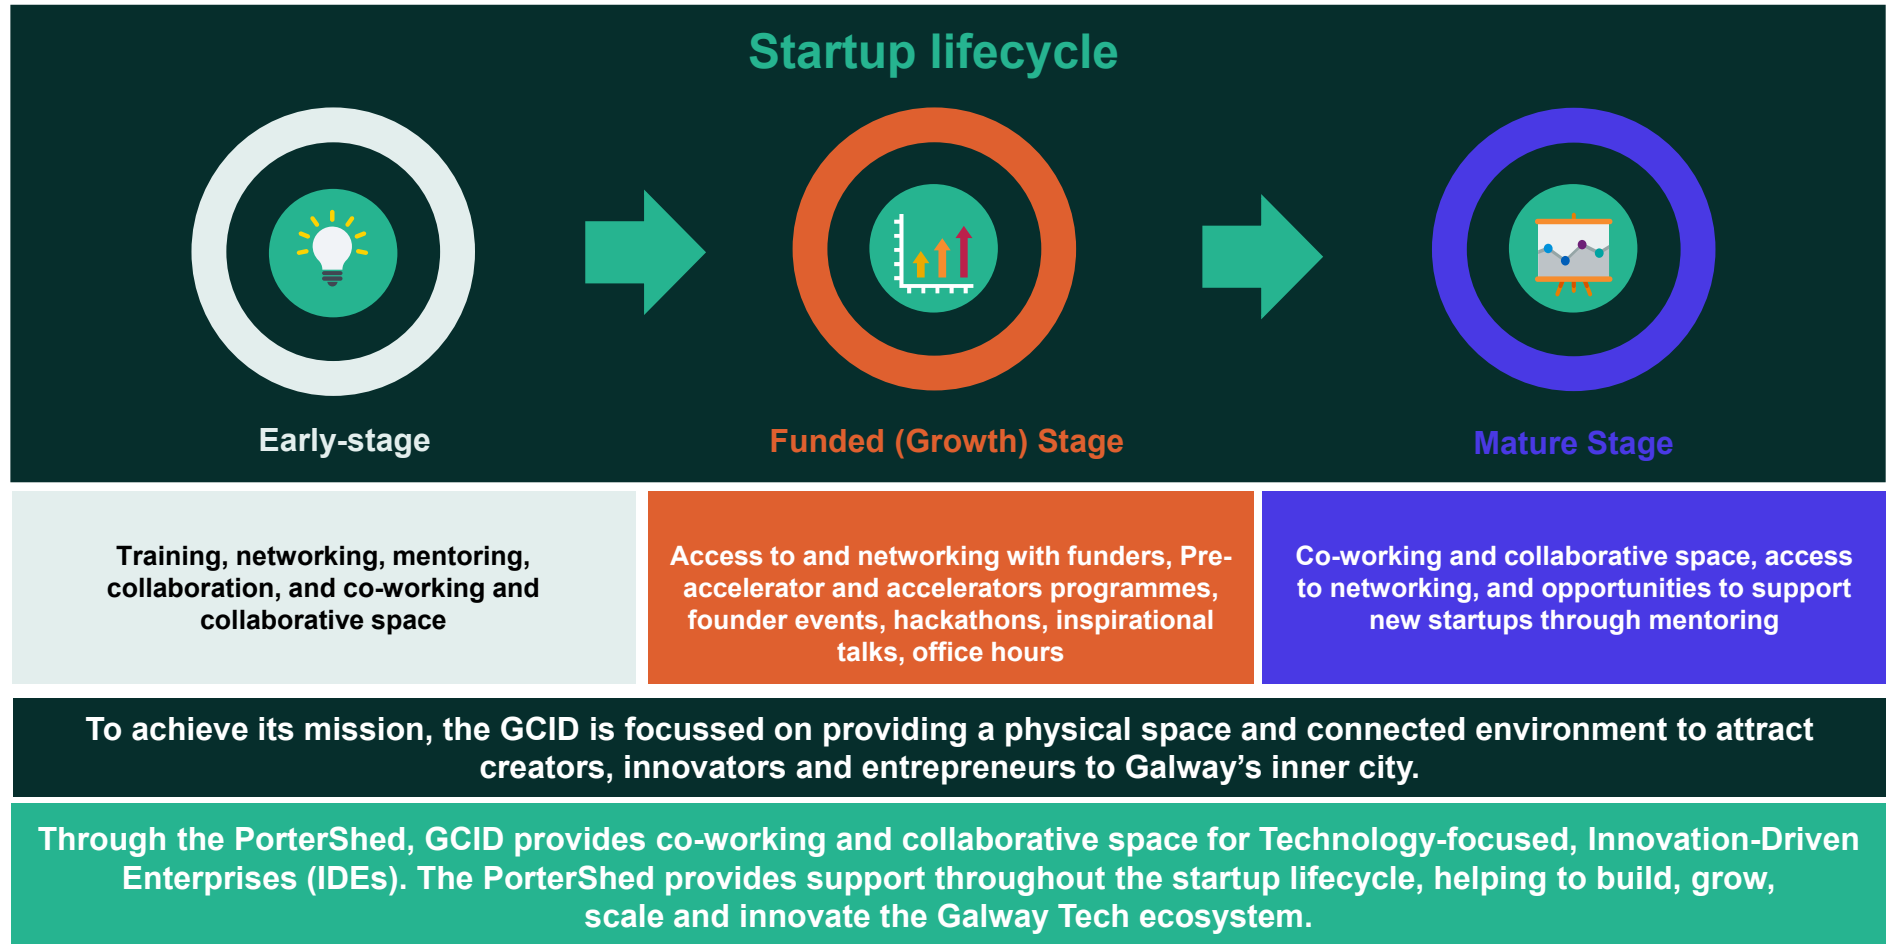 Startup lifecycle
Early-stage
Funded (Growth) Stage
Mature Stage
Training, networking, mentoring,
collaboration, and co-working and
collaborative space
Access to and networking with funders, Pre-
accelerator and accelerators programmes,
founder events, hackathons, inspirational
talks, office hours
Co-working and collaborative space, access
to networking, and opportunities to support
new startups through mentoring
To achieve its mission, the GCID is focussed on providing a physical space and connected environment to attract
creators, innovators and entrepreneurs to Galway’s inner city.
Through the PorterShed, GCID provides co-working and collaborative space for Technology-focused, Innovation-Driven
Enterprises (IDEs). The PorterShed provides support throughout the startup lifecycle, helping to build, grow,
scale and innovate the Galway Tech ecosystem.